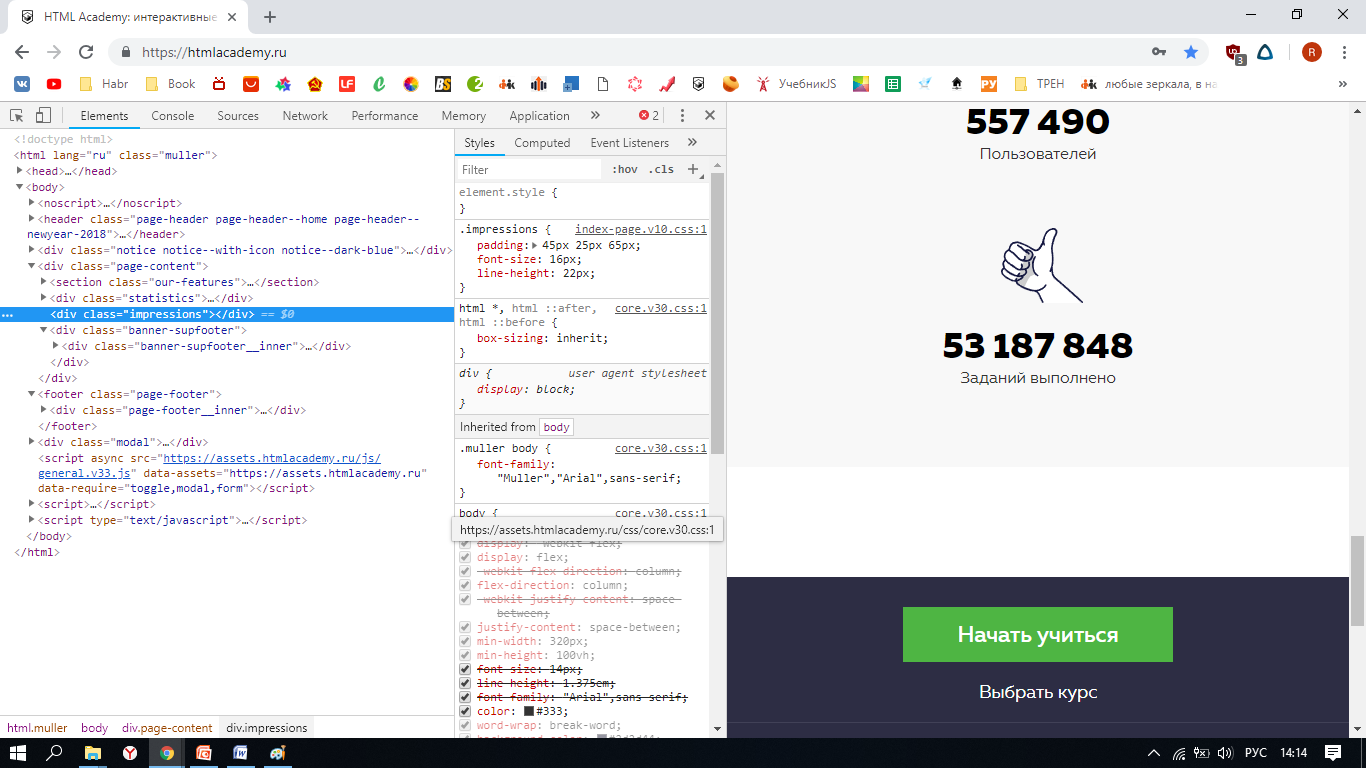 HTML Academy: интерактивные
https://htmlacademy.ru
3
R
Habr
Book
LF
BS
2
УчебникJS
РУ
ТРЕН
любые зеркала, в на
»
Elements Console Sources Network Performance Memory Application » 2
<!doctype html>
<html lang="ru" class="muller">
<head>…</head>
<body>
<noscript>…</noscript>
<header class="page-header page-header--home page-header--
newyear-2018">…</header>
<div class="notice notice--with-icon notice--dark-blue">…</div>
<div class="page-content">
<section class="our-features">…</section>
<div class="statistics">…</div>
<div class="impressions"></div> == $0
<div class="banner-supfooter">
<div class="banner-supfooter__inner">…</div>
</div>
</div>
<footer class="page-footer">
<div class="page-footer__inner">…</div>
</footer>
<div class="modal">…</div>
<script async src="https://assets.htmlacademy.ru/js/
general.v33.js" data-assets="https://assets.htmlacademy.ru"
data-require="toggle,modal,form"></script>
<script>…</script>
<script type="text/javascript">…</script>
</body>
</html>
html.muller body div.page-content div.impressions
Styles Computed Event Listeners »
Filter :hov .cls +
element.style {
}
.impressions { index-page.v10.css:1
padding: 45px 25px 65px;
font-size: 16px;
line-height: 22px;
}
html *, html ::after, core.v30.css:1
html ::before {
box-sizing: inherit;
}
div { user agent stylesheet
display: block;
}
Inherited from body
.muller body { core.v30.css:1
font-family:
"Muller","Arial",sans-serif;
}
body { core.v30.css:1
https://assets.htmlacademy.ru/css/core.v30.css:1
display: -webkit-flex;
display: flex;
-webkit-flex-direction: column;
flex-direction: column;
-webkit-justify-content: space-
between;
justify-content: space-between;
min-width: 320px;
min-height: 100vh;
font-size: 14px;
line-height: 1.375em;
font-family: "Arial",sans-serif;
color: #333;
word-wrap: break-word;
557 490
Пользователей
53 187 848
Заданий выполнено
Начать учиться
Выбрать курс
РУС 14:14